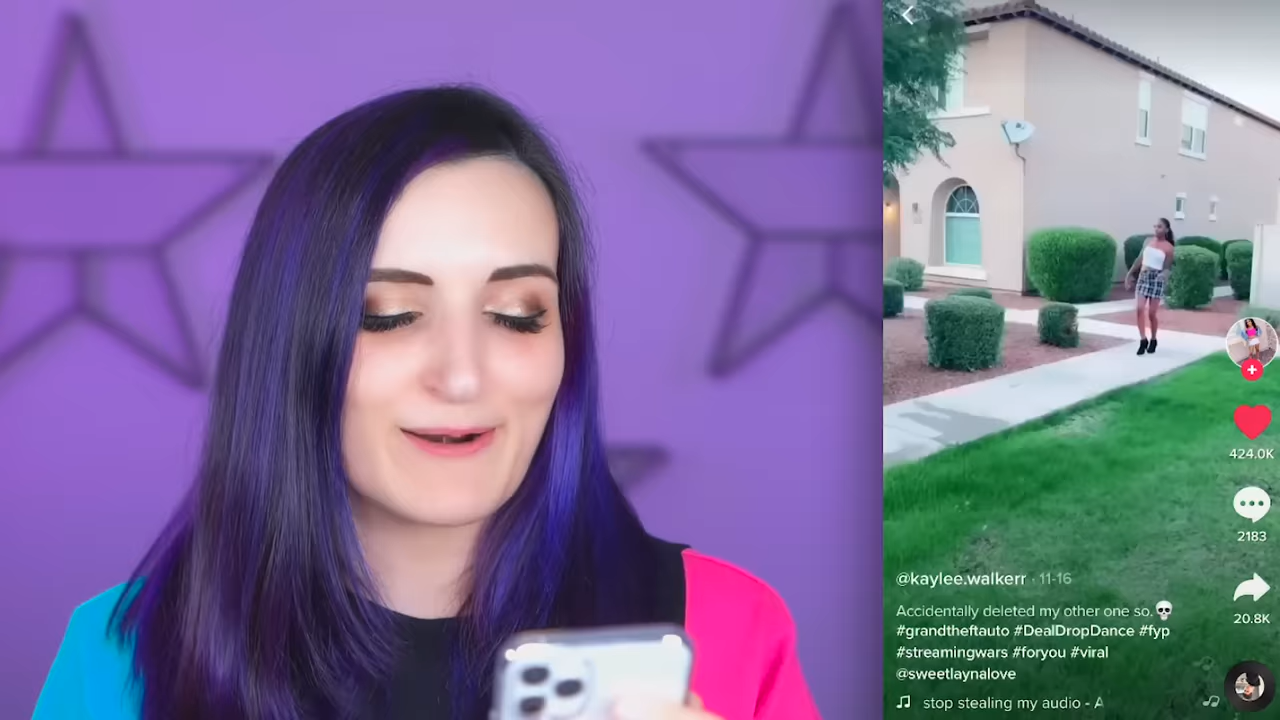 424.0K
2183
@kaylee.walkerr · 11-16
20.8K
Accidentally deleted my other one so.💀
#grandtheftauto #DealDropDance #fyp
#streamingwars #foryou #viral
@sweetlaynalove
stop stealing my audio - A